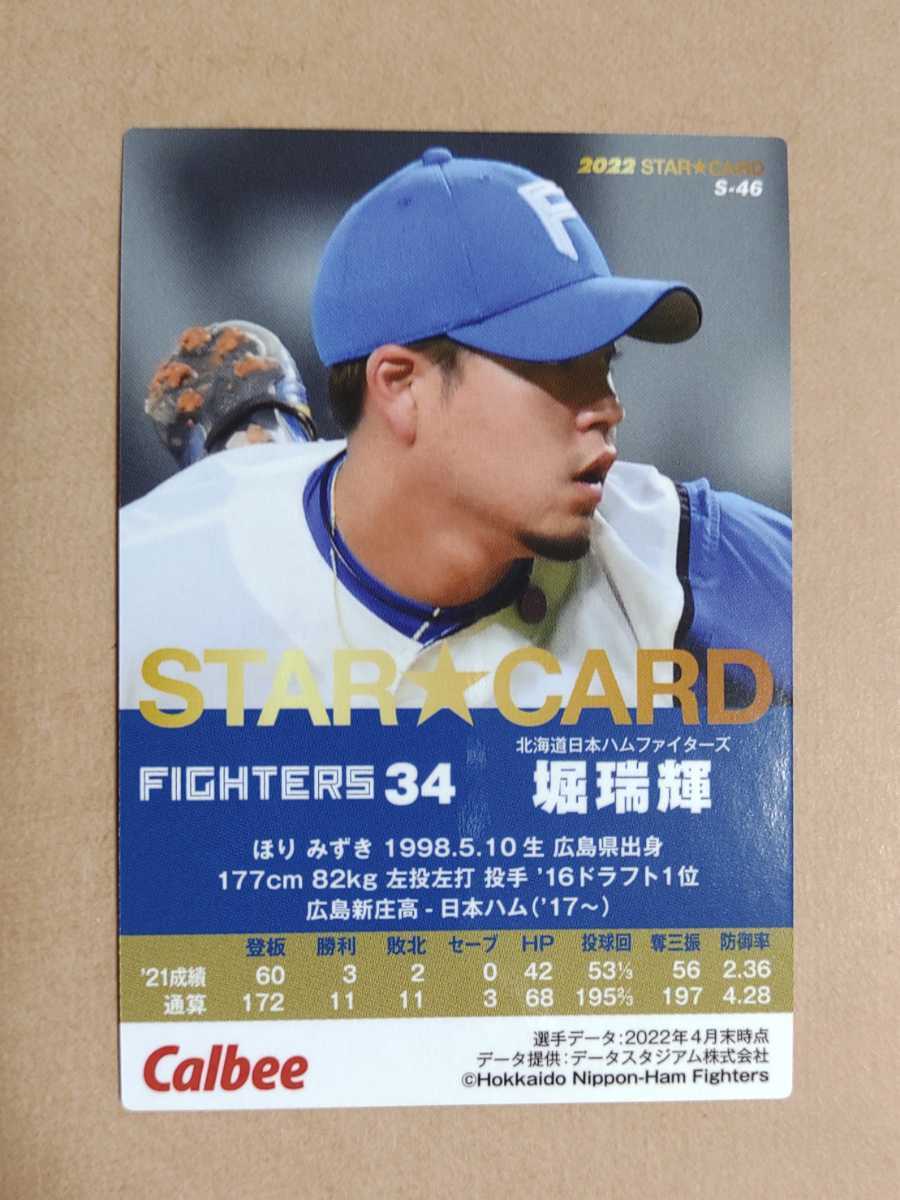 2022 STAR★CARD
S-46
F
STAR★CARD
北海道日本ハムファイターズ
FIGHTERS 34 堀瑞輝
ほり みずき 1998.5.10生 広島県出身
177cm 82kg 左投左打 投手 '16ドラフト1位
広島新庄高 - 日本ハム('17〜)
登板 勝利 敗北 セーブ HP 投球回 奪三振 防御率
'21成績 60 3 2 0 42 53⅓ 56 2.36
通算 172 11 11 3 68 195⅔ 197 4.28
選手データ:2022年4月末時点
データ提供:データスタジアム株式会社
©Hokkaido Nippon-Ham Fighters
Calbee